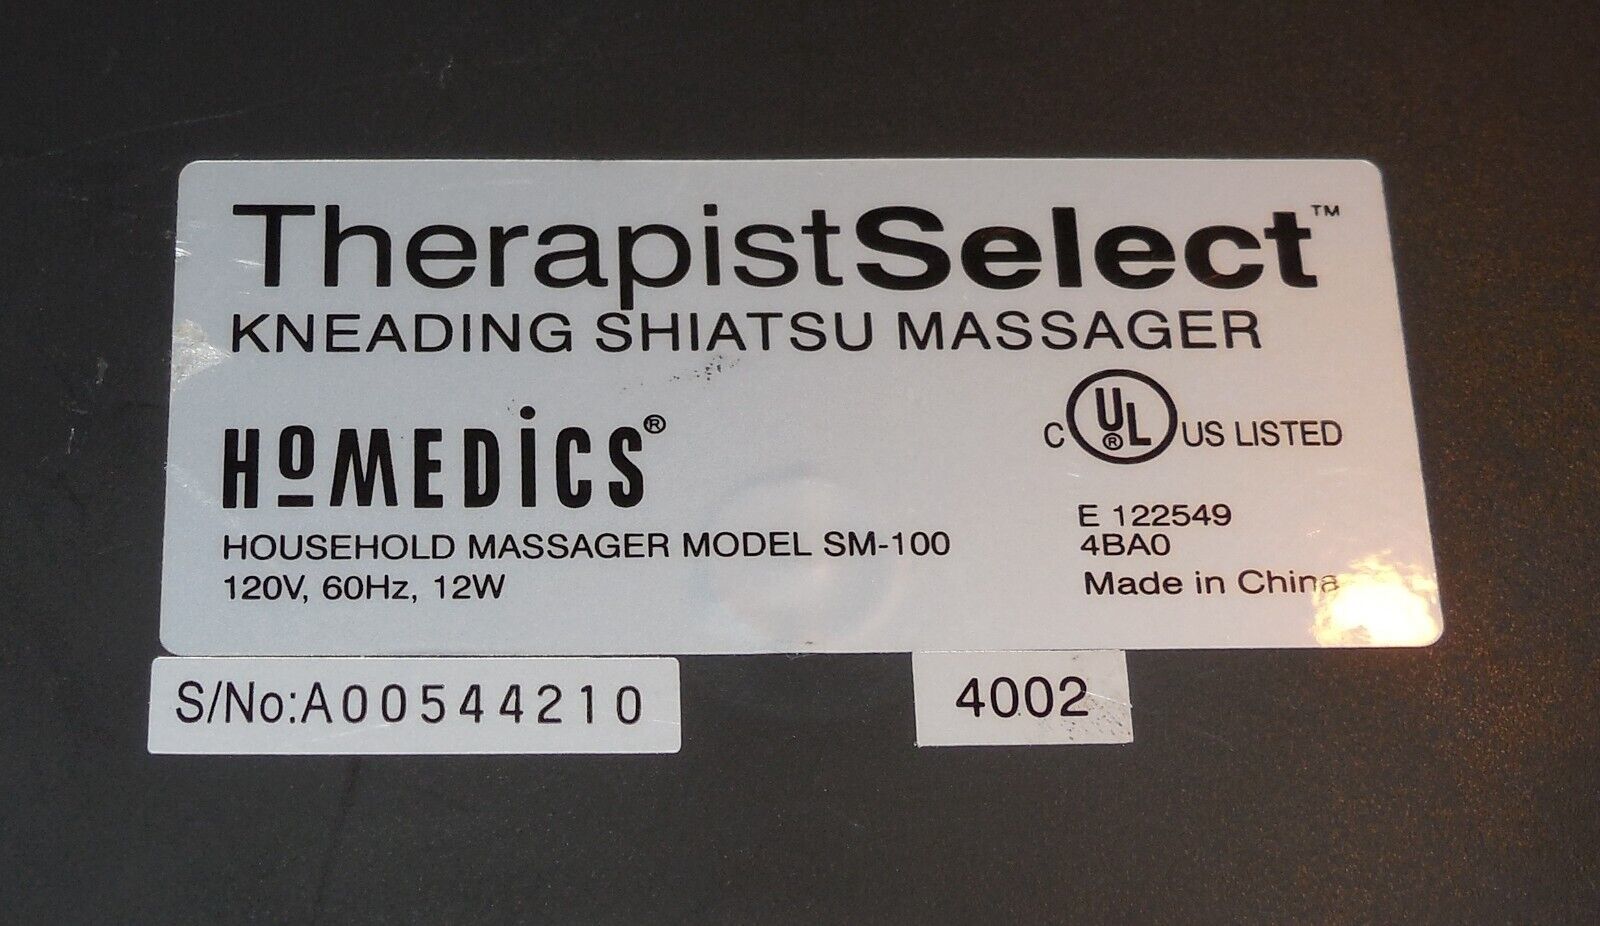 TherapistSelect™
KNEADING SHIATSU MASSAGER
HoMEDiCS®
HOUSEHOLD MASSAGER MODEL SM-100
120V, 60Hz, 12W
C UL® US LISTED
E 122549
4BA0
Made in China
S/No:A00544210
4002